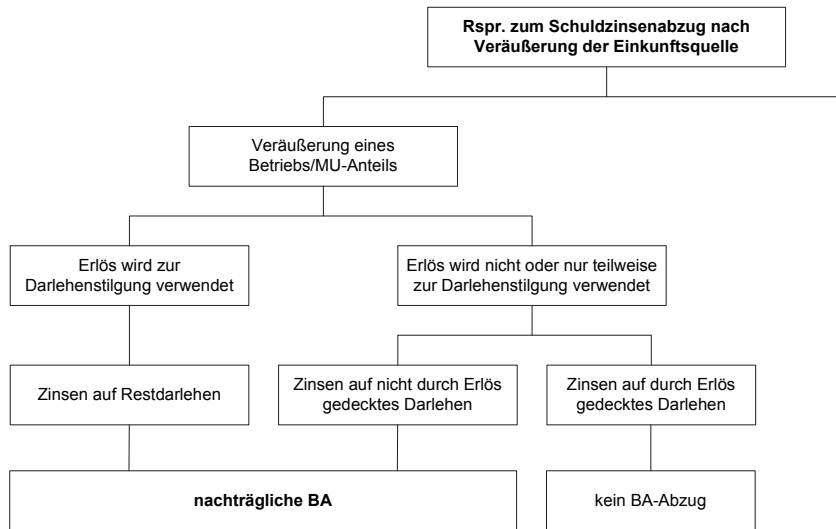 Rspr. zum Schuldzinsenabzug nach
Veräußerung der Einkunftsquelle
Veräußerung eines
Betriebs/MU-Anteils
Erlös wird zur
Darlehenstilgung verwendet
Erlös wird nicht oder nur teilweise
zur Darlehenstilgung verwendet
Zinsen auf Restdarlehen
Zinsen auf nicht durch Erlös
gedecktes Darlehen
Zinsen auf durch Erlös
gedecktes Darlehen
nachträgliche BA
kein BA-Abzug